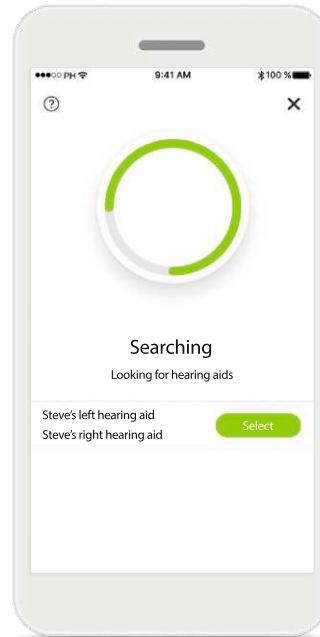 PH 9:41 AM 100 %
?
Searching
Looking for hearing aids
Steve's left hearing aid
Steve's right hearing aid
Select